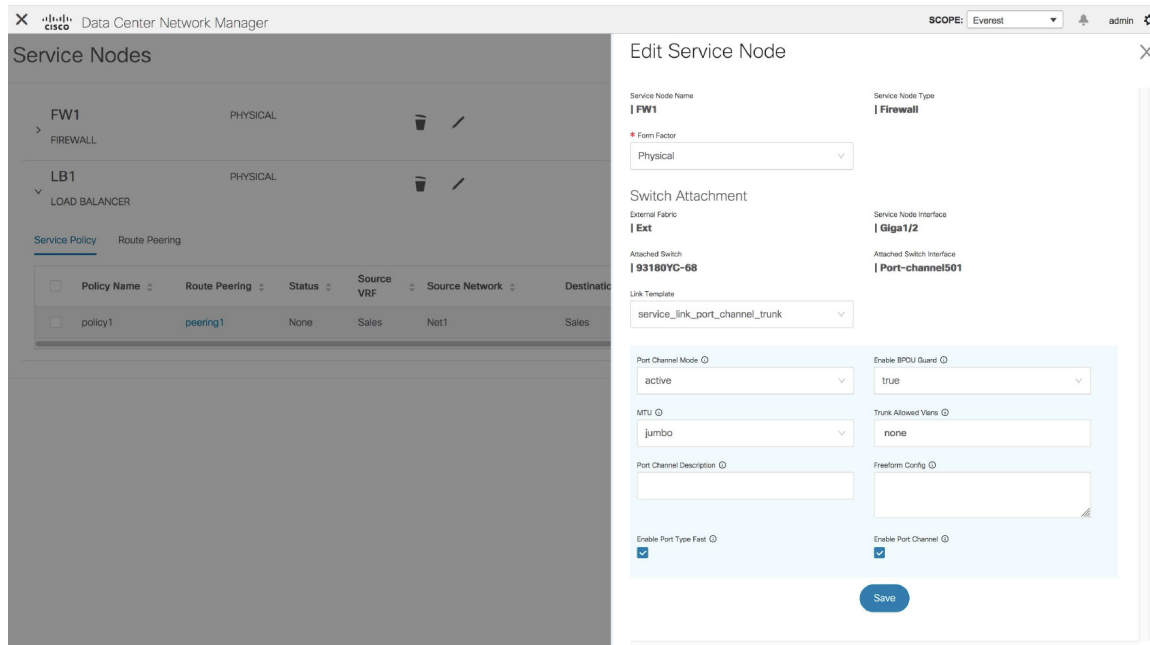 cisco Data Center Network Manager
SCOPE: Everest admin
Service Nodes
FW1 PHYSICAL
FIREWALL
LB1 PHYSICAL
LOAD BALANCER
Service Policy Route Peering
Policy Name Route Peering Status Source VRF Source Network
policy1 peering1 None Sales Net1 Sales
Edit Service Node
Service Node Name Service Node Type
| FW1 | Firewall
* Form Factor
Physical
Switch Attachment
External Fabric Service Node Interface
| Ext | Giga1/2
Attached Switch Attached Switch Interface
| 93180YC-68 | Port-channel501
Link Template
service_link_port_channel_trunk
Port Channel Mode Enable BPDU Guard
active true
MTU Trunk Allowed Vlans
jumbo none
Port Channel Description Freeform Config
Enable Port Type Fast Enable Port Channel
Save